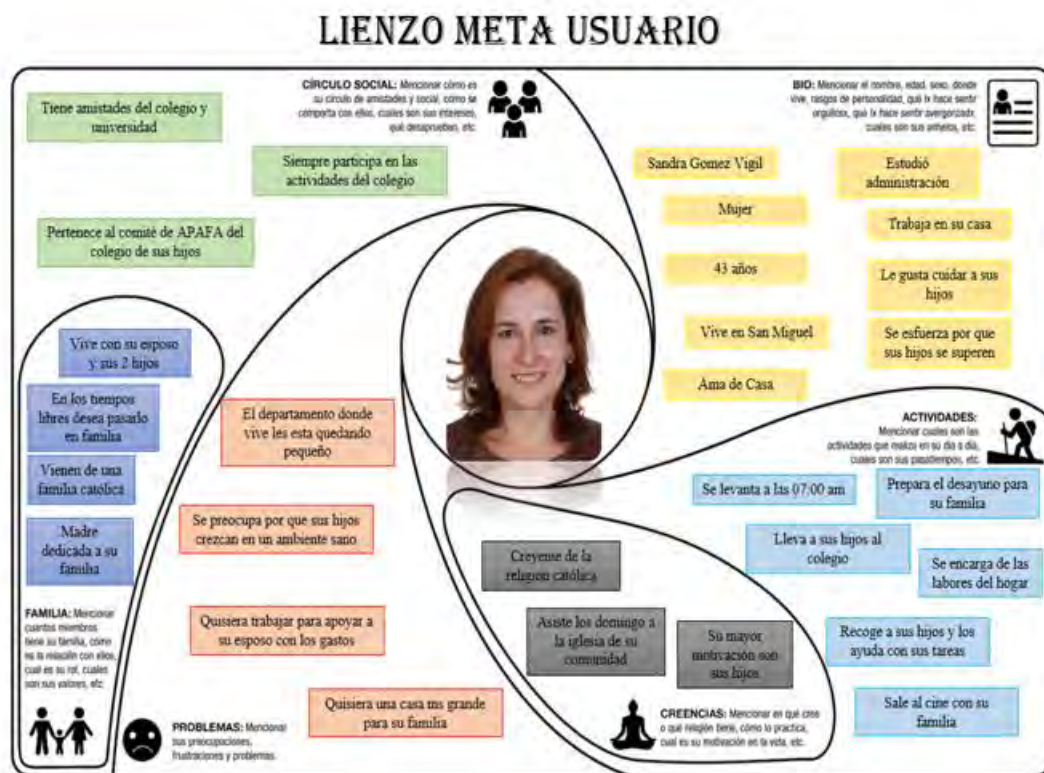 LIENZO META USUARIO
CÍRCULO SOCIAL: Mencionar cómo es
su círculo de amistades y social, cómo se
comporta con ellos, cuales son sus intereses,
qué desaprueban, etc.
Tiene amistades del colegio y
universidad
Siempre participa en las
actividades del colegio
Pertenece al comité de APAFA del
colegio de sus hijos
BIO: Mencionar el nombre, edad, sexo, donde
vive, rasgos de personalidad, qué lx hace sentir
orgullosx, qué lx hace sentir avergonzadx,
cuales son sus anhelos, etc.
Sandra Gomez Vigil
Mujer
43 años
Vive en San Miguel
Ama de Casa
Estudió
administración
Trabaja en su casa
Le gusta cuidar a sus
hijos
Se esfuerza por que
sus hijos se superen
Vive con su esposo
y sus 2 hijos
En los tiempos
libres desea pasarlo
en familia
Vienen de una
familia católica
Madre
dedicada a su
familia
FAMILIA: Mencionar
cuantos miembros
tiene su familia, cómo
es la relación con ellos,
cual es su rol, cuales
son sus valores, etc
El departamento donde
vive les esta quedando
pequeño
Se preocupa por que sus hijos
crezcan en un ambiente sano
Quisiera trabajar para apoyar a
su esposo con los gastos
Quisiera una casa ms grande
para su familia
PROBLEMAS: Mencionar
sus preocupaciones,
frustraciones y problemas.
Creyense de la
religion católica
Asiste los domingo a
la iglesia de su
comunidad
Su mayor
motivación son
sus hijos
CREENCIAS: Mencionar en qué cree
o qué religión tiene, cómo lo practica,
cual es su motivación en la vida, etc.
ACTIVIDADES:
Mencionar cuales son las
actividades que realiza en su día a día,
cuales son sus pasatiempos, etc.
Se levanta a las 07:00 am
Prepara el desayuno para
su familia
Lleva a sus hijos al
colegio
Se encarga de las
labores del hogar
Recoge a sus hijos y los
ayuda con sus tareas
Sale al cine con su
familia